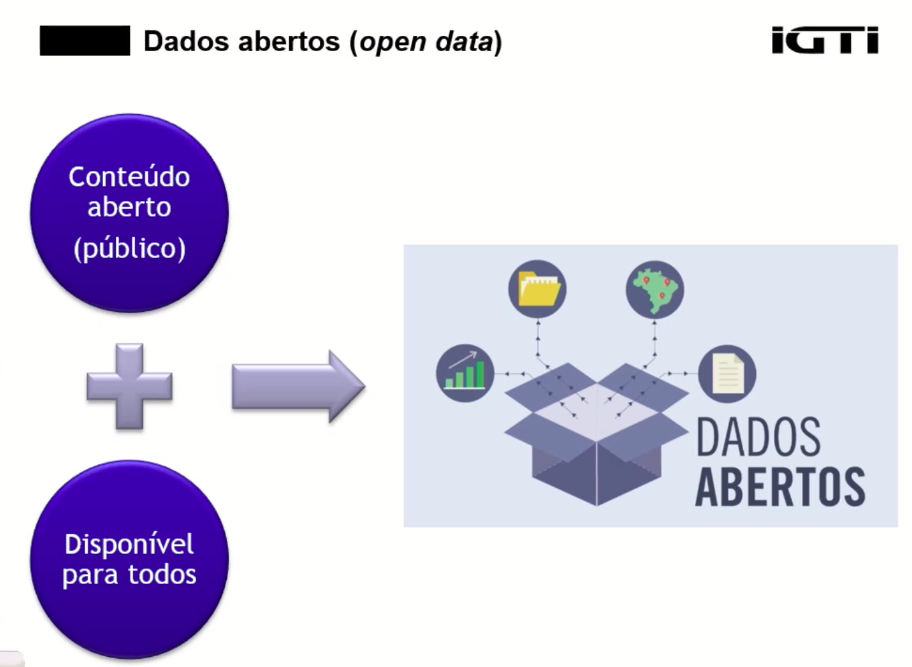 Dados abertos (open data)
iGTi
Conteúdo
aberto
(público)
Disponível
para todos
DADOS
ABERTOS